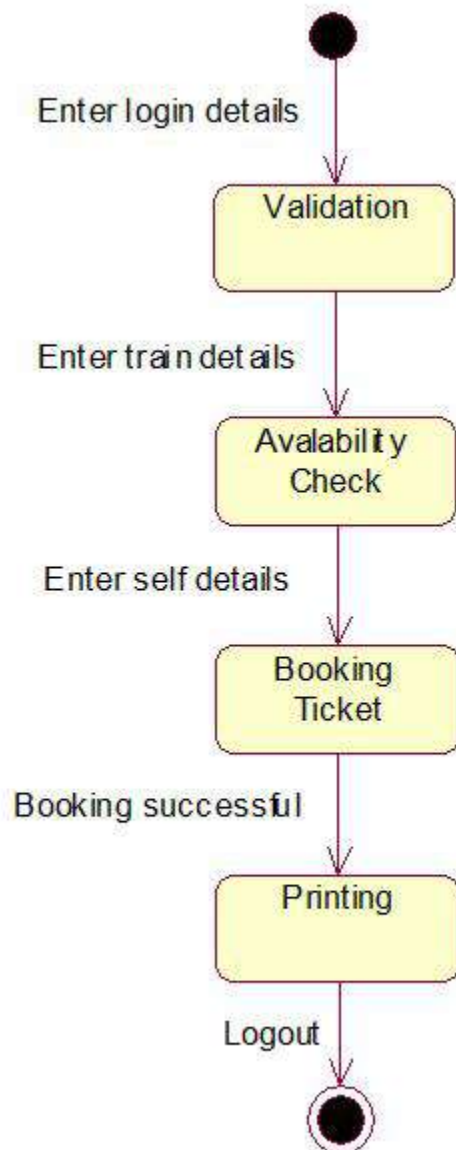 Enter login details
Validation
Enter train details
Avalability
Check
Enter self details
Booking
Ticket
Booking successful
Printing
Logout